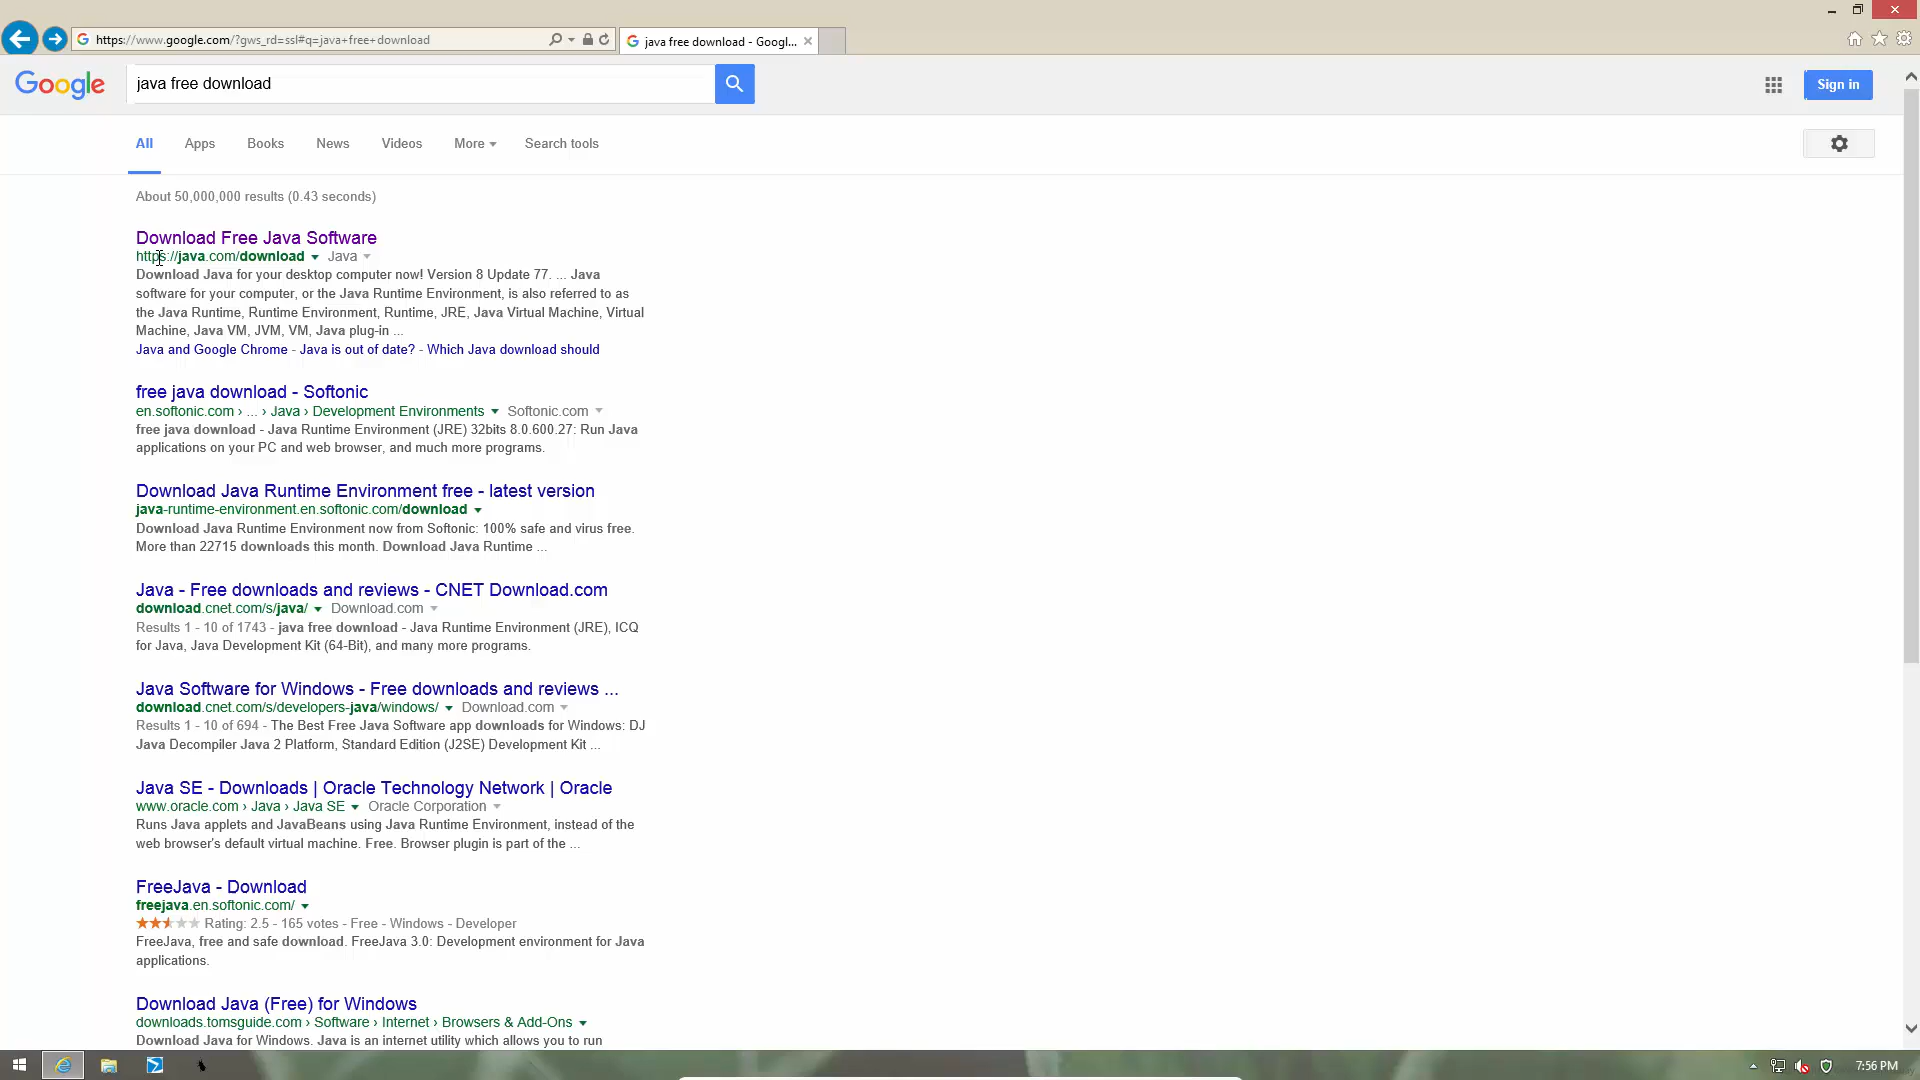 https://www.google.com/?gws_rd=ssl#q=java+free+download
java free download - Googl...
Google
java free download
Sign in
All Apps Books News Videos More Search tools
About 50,000,000 results (0.43 seconds)
Download Free Java Software
https://java.com/download Java
Download Java for your desktop computer now! Version 8 Update 77. ... Java
software for your computer, or the Java Runtime Environment, is also referred to as
the Java Runtime, Runtime Environment, Runtime, JRE, Java Virtual Machine, Virtual
Machine, Java VM, JVM, VM, Java plug-in ...
Java and Google Chrome - Java is out of date? - Which Java download should
free java download - Softonic
en.softonic.com › ... › Java › Development Environments Softonic.com
free java download - Java Runtime Environment (JRE) 32bits 8.0.600.27: Run Java
applications on your PC and web browser, and much more programs.
Download Java Runtime Environment free - latest version
java-runtime-environment.en.softonic.com/download
Download Java Runtime Environment now from Softonic: 100% safe and virus free.
More than 22715 downloads this month. Download Java Runtime ...
Java - Free downloads and reviews - CNET Download.com
download.cnet.com/s/java/ Download.com
Results 1 - 10 of 1743 - java free download - Java Runtime Environment (JRE), ICQ
for Java, Java Development Kit (64-Bit), and many more programs.
Java Software for Windows - Free downloads and reviews ...
download.cnet.com/s/developers-java/windows/ Download.com
Results 1 - 10 of 694 - The Best Free Java Software app downloads for Windows: DJ
Java Decompiler Java 2 Platform, Standard Edition (J2SE) Development Kit ...
Java SE - Downloads | Oracle Technology Network | Oracle
www.oracle.com › Java › Java SE Oracle Corporation
Runs Java applets and JavaBeans using Java Runtime Environment, instead of the
web browser's default virtual machine. Free. Browser plugin is part of the ...
FreeJava - Download
freejava.en.softonic.com/
Rating: 2.5 - 165 votes - Free - Windows - Developer
FreeJava, free and safe download. FreeJava 3.0: Development environment for Java
applications.
Download Java (Free) for Windows
downloads.tomsguide.com › Software › Internet › Browsers & Add-Ons
Download Java for Windows. Java is an internet utility which allows you to run
7:56 PM